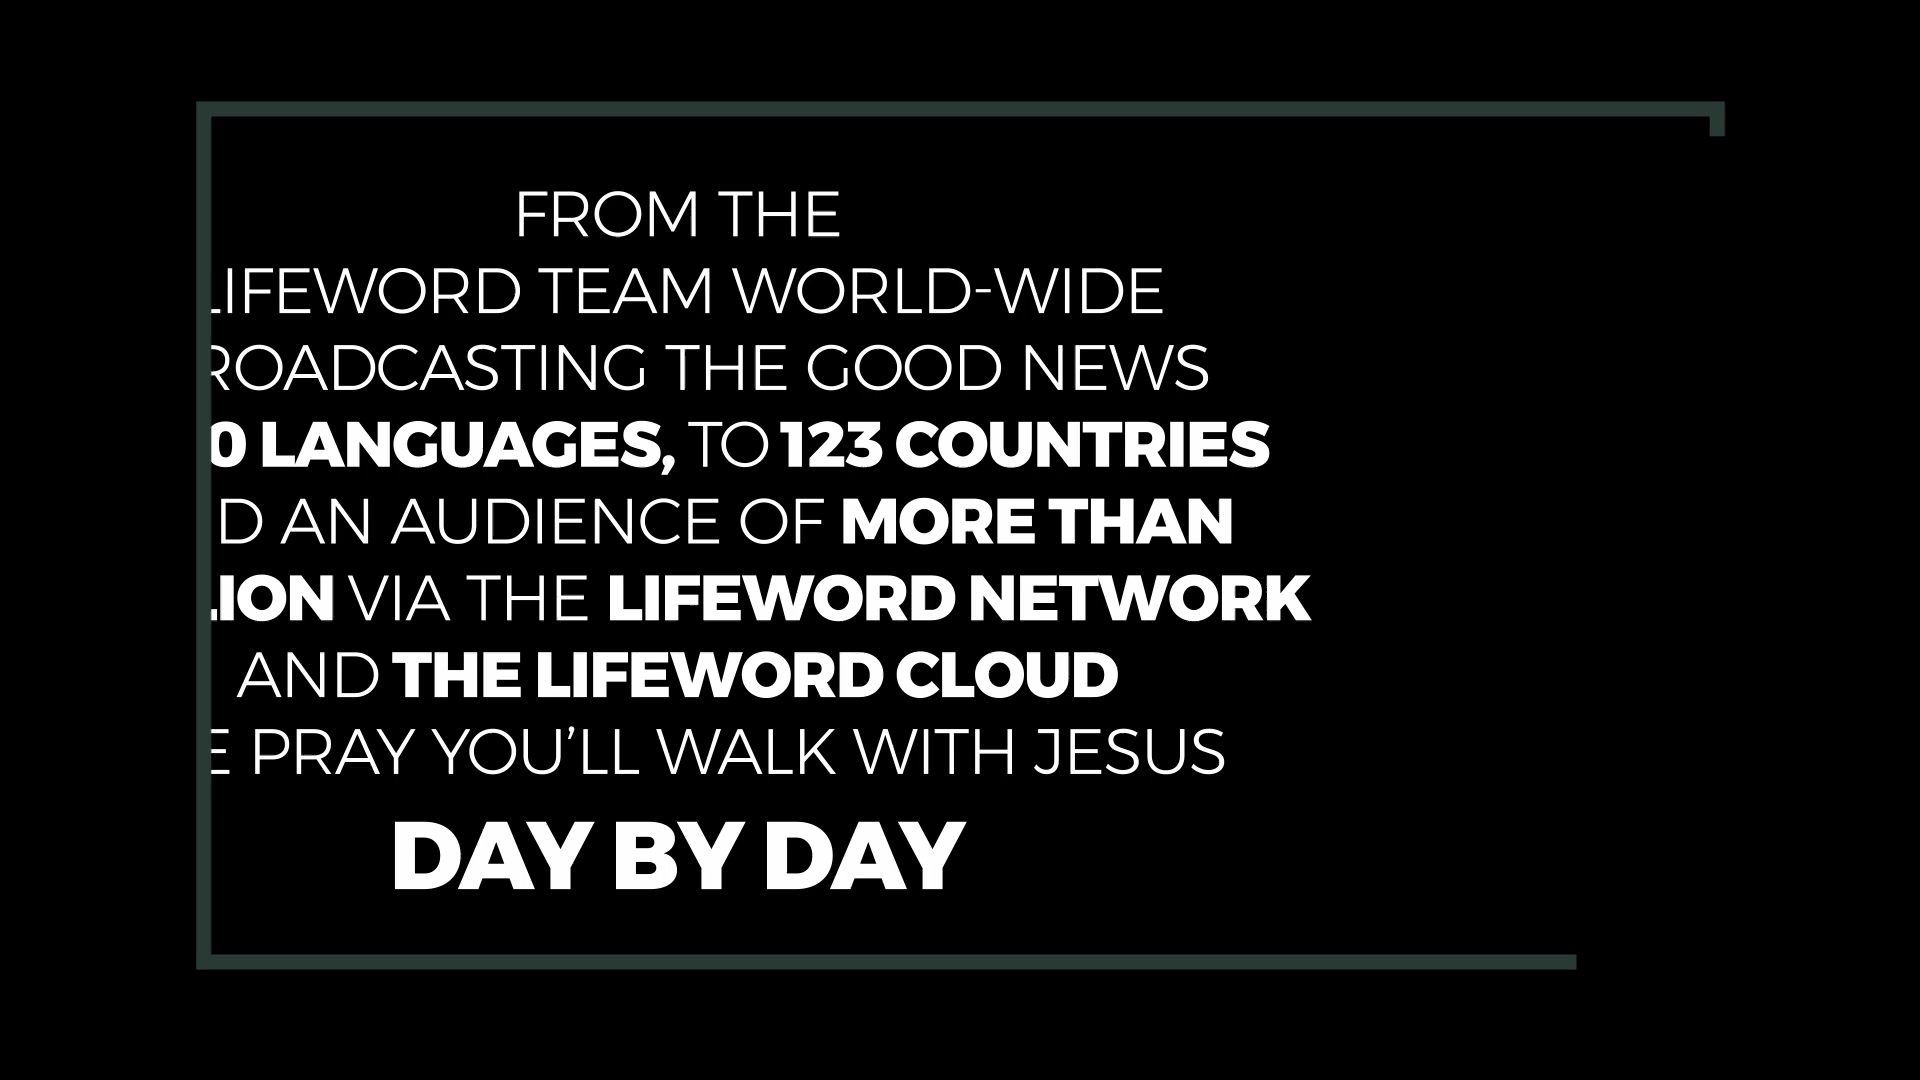 FROM THE
LIFEWORD TEAM WORLD-WIDE
ROADCASTING THE GOOD NEWS
0 LANGUAGES, TO 123 COUNTRIES
D AN AUDIENCE OF MORE THAN
LION VIA THE LIFEWORD NETWORK
AND THE LIFEWORD CLOUD
E PRAY YOU’LL WALK WITH JESUS
DAY BY DAY